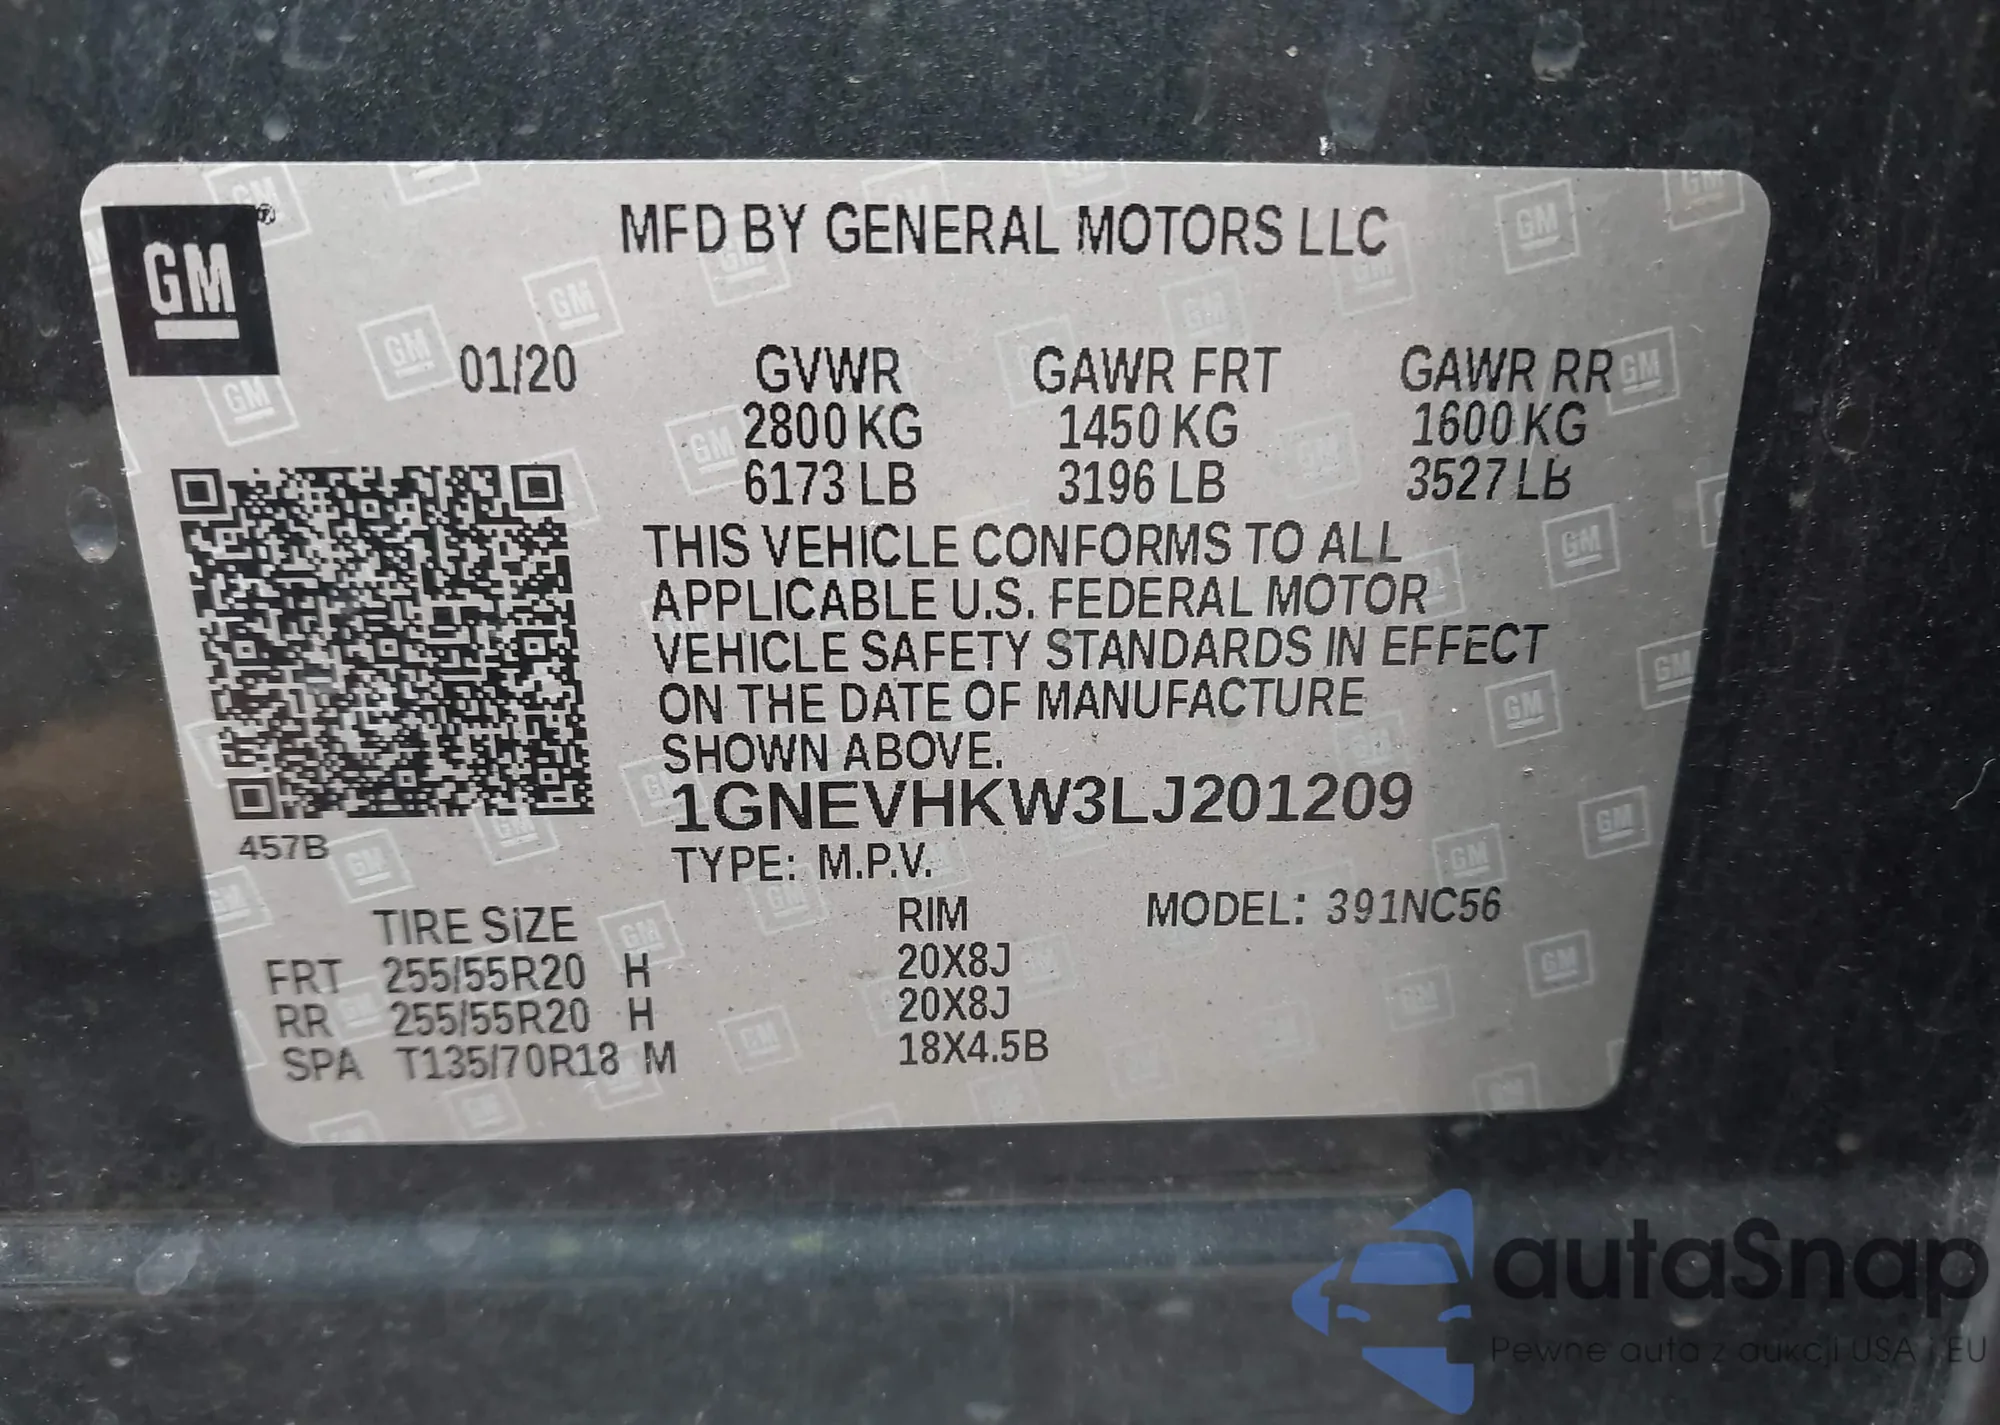 GM
MFD BY GENERAL MOTORS LLC
01/20 GVWR GAWR FRT GAWR RR
2800 KG 1450 KG 1600 KG
6173 LB 3196 LB 3527 LB
THIS VEHICLE CONFORMS TO ALL
APPLICABLE U.S. FEDERAL MOTOR
VEHICLE SAFETY STANDARDS IN EFFECT
ON THE DATE OF MANUFACTURE
SHOWN ABOVE.
1GNEVHKW3LJ201209
457B
TYPE: M.P.V.
TIRE SIZE RIM MODEL: 391NC56
FRT 255/55R20 H 20X8J
RR 255/55R20 H 20X8J
SPA T135/70R18 M 18X4.5B
autaSnap
Pewne auta z aukcji USA i EU